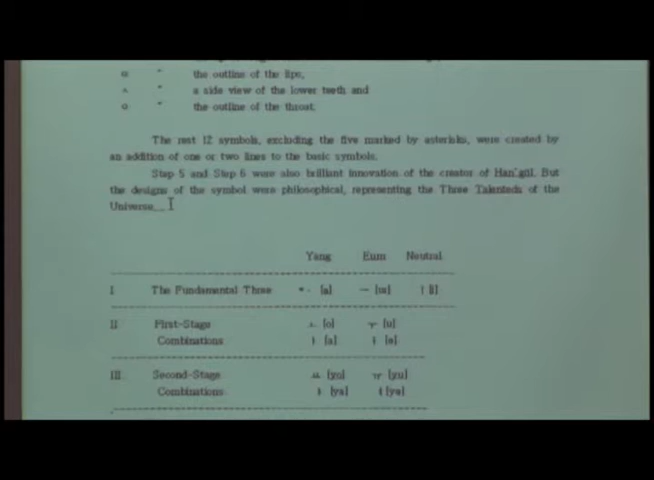 ㅁ " the outline of the lips,
ㅅ " a side view of the lower teeth and
ㅇ " the outline of the throat.
The rest 12 symbols, excluding the five marked by asterisks, were created by
an addition of one or two lines to the basic symbols.
Step 5 and Step 6 were also brilliant innovation of the creator of Han'gŭl. But
the designs of the symbol were philosophical, representing the Three Talenteds of the
Universe...
Yang Eum Neutral
I The Fundamental Three · [a] ㅡ [ɯ] ㅣ [i]
II First-Stage ㅗ [o] ㅜ [u]
Combinations ㅏ [a] ㅓ [ə]
III Second-Stage ㅛ [yo] ㅠ [yu]
Combinations ㅑ [ya] ㅕ [yə]